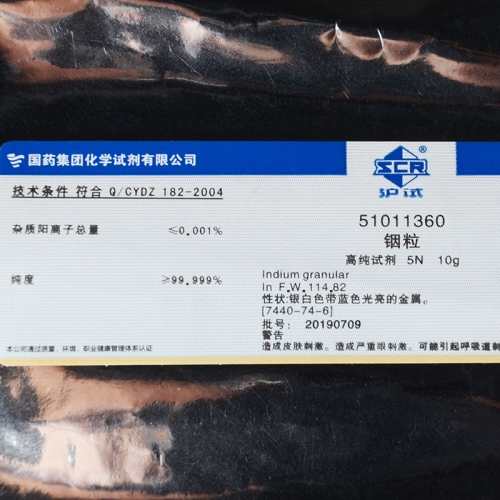 国药集团化学试剂有限公司
SCR
®
沪试
技术条件 符合 Q/CYDZ 182-2004
51011360
杂质阳离子总量 ≤0.001%
铟粒
高纯试剂 5N 10g
纯度 ≥99.999%
Indium granular
In F.W.114.82
性状:银白色带蓝色光亮的金属。
[7440-74-6]
批号: 20190709
警告
本公司通过质量、环境、职业健康管理体系认证
造成皮肤刺激。造成严重眼刺激。可能引起呼吸道刺